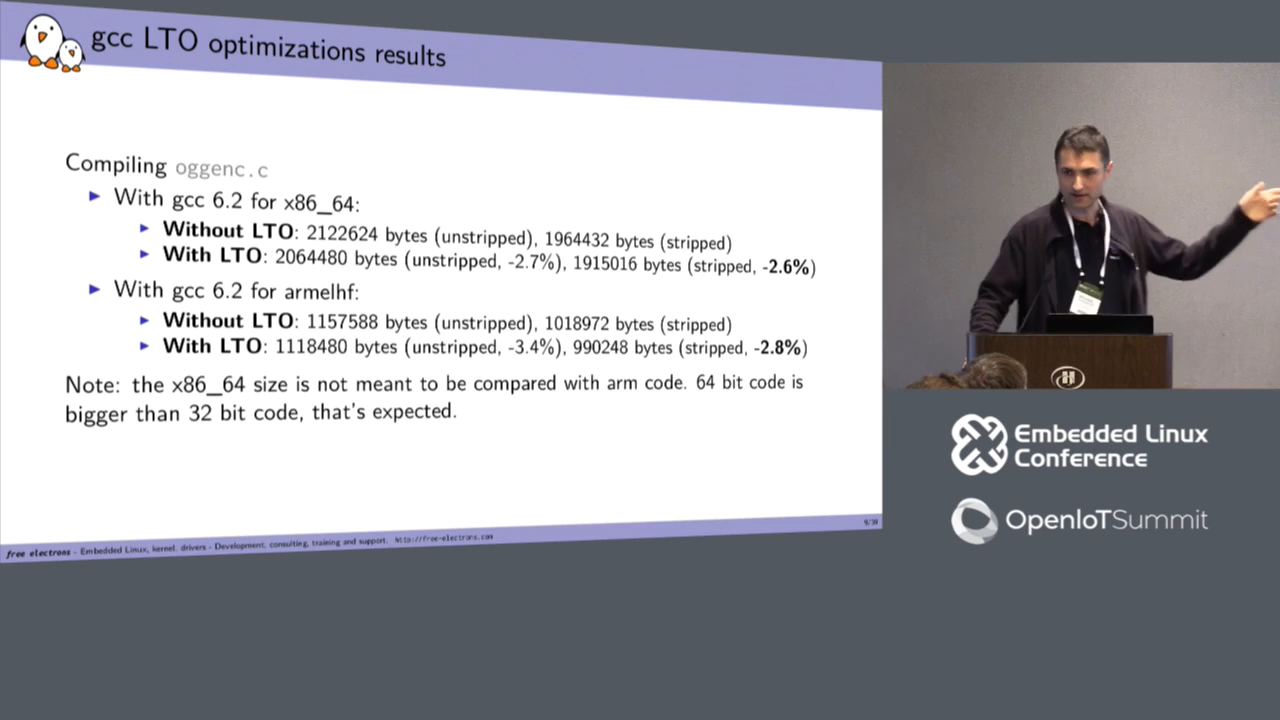 gcc LTO optimizations results
Compiling oggenc.c
With gcc 6.2 for x86_64:
Without LTO: 2122624 bytes (unstripped), 1964432 bytes (stripped)
With LTO: 2064480 bytes (unstripped, -2.7%), 1915016 bytes (stripped, -2.6%)
With gcc 6.2 for armelhf:
Without LTO: 1157588 bytes (unstripped), 1018972 bytes (stripped)
With LTO: 1118480 bytes (unstripped, -3.4%), 990248 bytes (stripped, -2.8%)
Note: the x86_64 size is not meant to be compared with arm code. 64 bit code is
bigger than 32 bit code, that's expected.
9/39
free electrons - Embedded Linux, kernel, drivers - Development, consulting, training and support. http://free-electrons.com
H
Embedded Linux
Conference
OpenIoTSummit